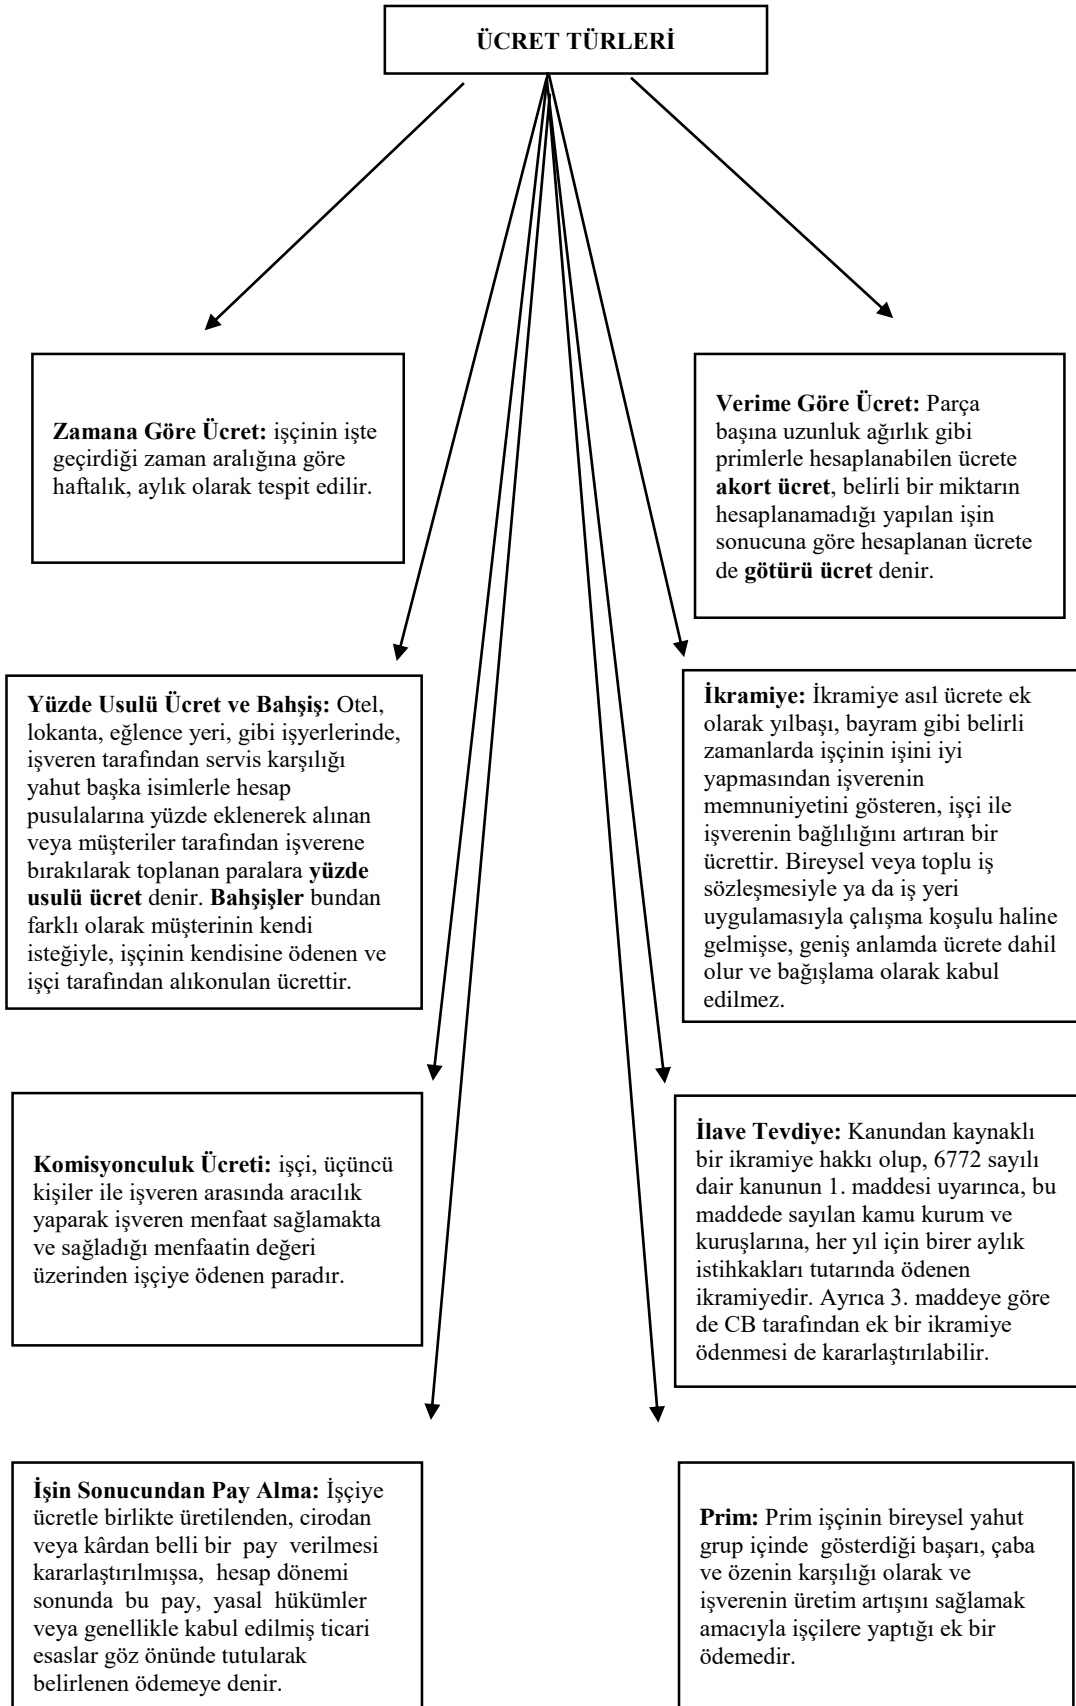 ÜCRET TÜRLERİ
Zamana Göre Ücret: işçinin işte
geçirdiği zaman aralığına göre
haftalık, aylık olarak tespit edilir.
Verime Göre Ücret: Parça
başına uzunluk ağırlık gibi
primlerle hesaplanabilen ücrete
akort ücret, belirli bir miktarın
hesaplanamadığı yapılan işin
sonucuna göre hesaplanan ücrete
de götürü ücret denir.
Yüzde Usulü Ücret ve Bahşiş: Otel,
lokanta, eğlence yeri, gibi işyerlerinde,
işveren tarafından servis karşılığı
yahut başka isimlerle hesap
pusulalarına yüzde eklenerek alınan
veya müşteriler tarafından işverene
bırakılarak toplanan paralara yüzde
usulü ücret denir. Bahşişler bundan
farklı olarak müşterinin kendi
isteğiyle, işçinin kendisine ödenen ve
işçi tarafından alıkonulan ücrettir.
İkramiye: İkramiye asıl ücrete ek
olarak yılbaşı, bayram gibi belirli
zamanlarda işçinin işini iyi
yapmasından işverenin
memnuniyetini gösteren, işçi ile
işverenin bağlılığını artıran bir
ücrettir. Bireysel veya toplu iş
sözleşmesiyle ya da iş yeri
uygulamasıyla çalışma koşulu haline
gelmişse, geniş anlamda ücrete dahil
olur ve bağışlama olarak kabul
edilmez.
Komisyonculuk Ücreti: işçi, üçüncü
kişiler ile işveren arasında aracılık
yaparak işveren menfaat sağlamakta
ve sağladığı menfaatin değeri
üzerinden işçiye ödenen paradır.
İlave Tevdiye: Kanundan kaynaklı
bir ikramiye hakkı olup, 6772 sayılı
dair kanunun 1. maddesi uyarınca, bu
maddede sayılan kamu kurum ve
kuruşlarına, her yıl için birer aylık
istihkakları tutarında ödenen
ikramiyedir. Ayrıca 3. maddeye göre
de CB tarafından ek bir ikramiye
ödenmesi de kararlaştırılabilir.
İşin Sonucundan Pay Alma: İşçiye
ücretle birlikte üretilenden, cirodan
veya kârdan belli bir pay verilmesi
kararlaştırılmışsa, hesap dönemi
sonunda bu pay, yasal hükümler
veya genellikle kabul edilmiş ticari
esaslar göz önünde tutularak
belirlenen ödemeye denir.
Prim: Prim işçinin bireysel yahut
grup içinde gösterdiği başarı, çaba
ve özenin karşılığı olarak ve
işverenin üretim artışını sağlamak
amacıyla işçilere yaptığı ek bir
ödemedir.